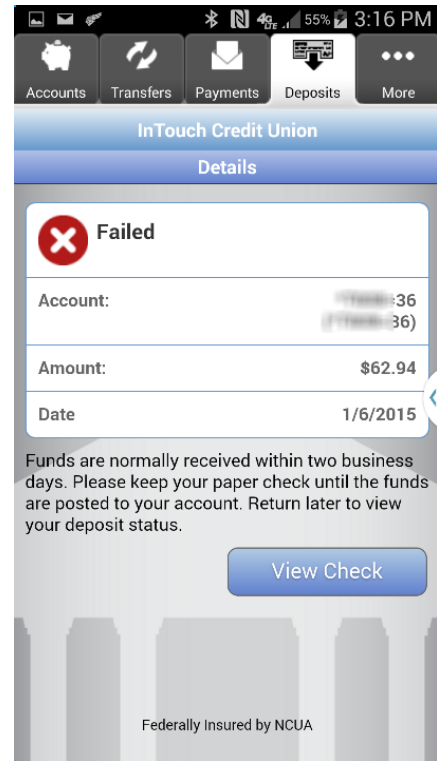 4G LTE 55% 3:16 PM
Accounts Transfers Payments Deposits More
InTouch Credit Union
Details
Failed
Account: 36
36)
Amount: $62.94
Date 1/6/2015
Funds are normally received within two business
days. Please keep your paper check until the funds
are posted to your account. Return later to view
your deposit status.
View Check
Federally Insured by NCUA